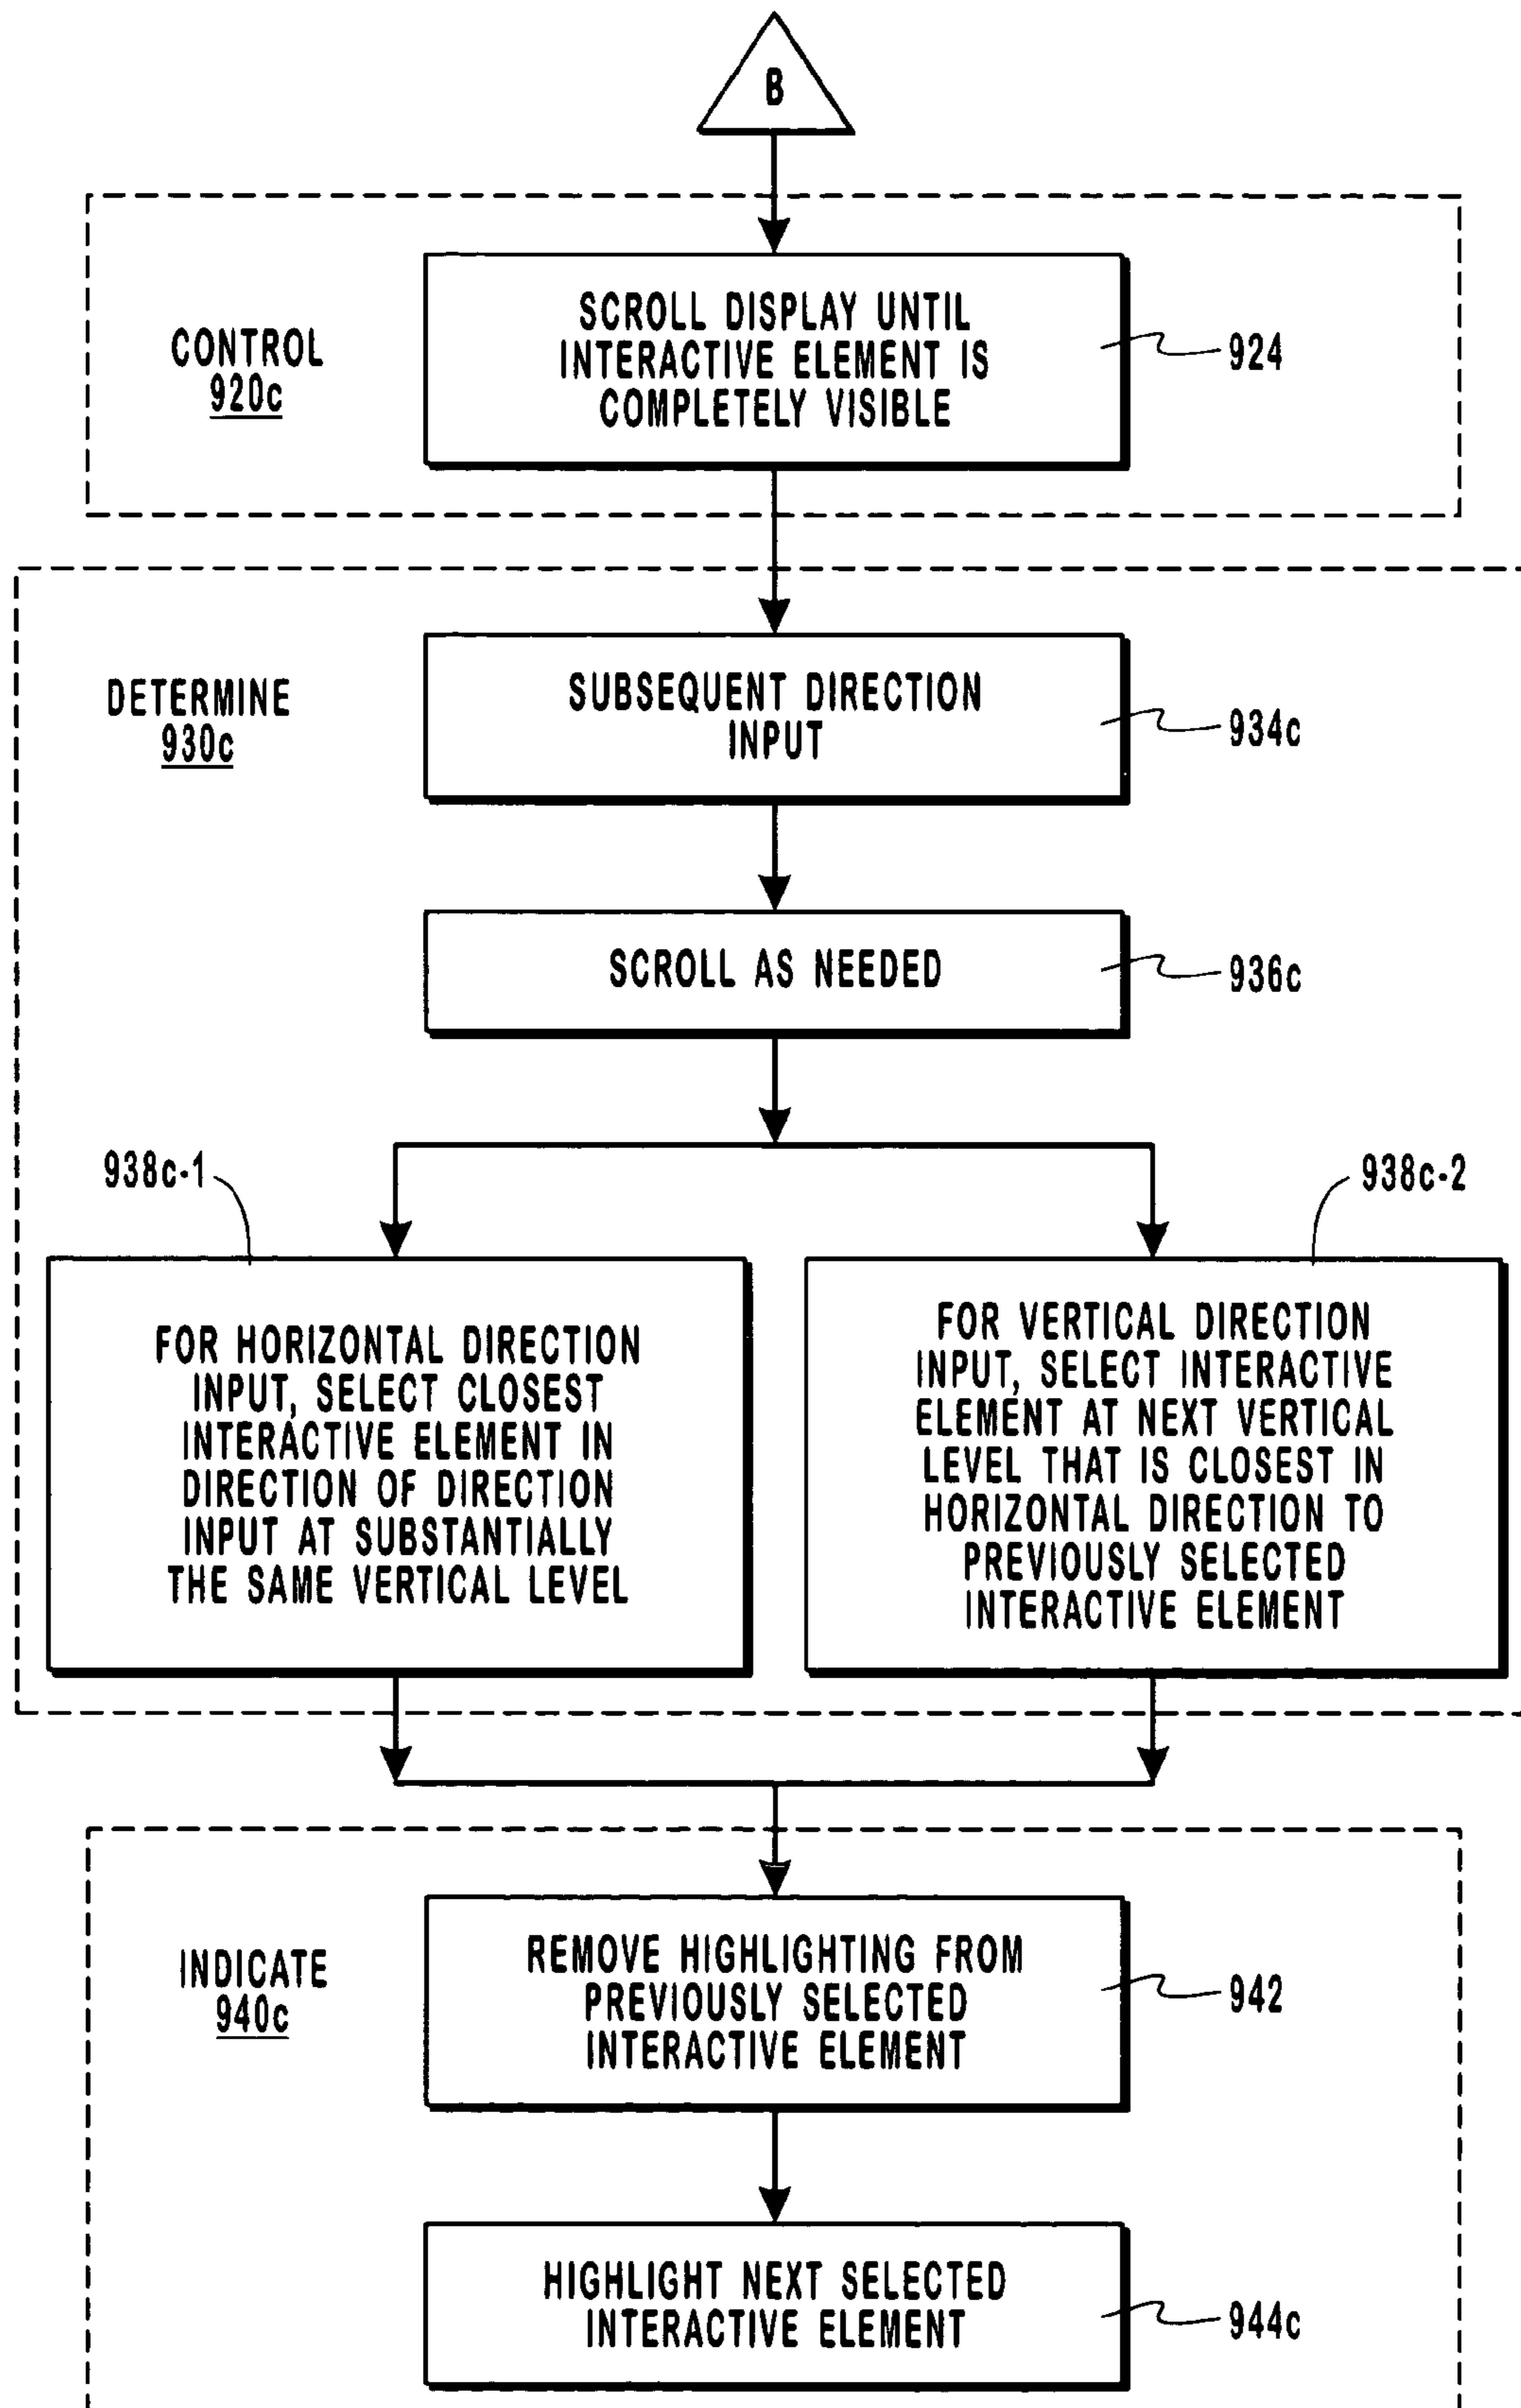 B
CONTROL
920c
SCROLL DISPLAY UNTIL
INTERACTIVE ELEMENT IS
COMPLETELY VISIBLE
924
DETERMINE
930c
SUBSEQUENT DIRECTION
INPUT
934c
SCROLL AS NEEDED
936c
938c-1
FOR HORIZONTAL DIRECTION
INPUT, SELECT CLOSEST
INTERACTIVE ELEMENT IN
DIRECTION OF DIRECTION
INPUT AT SUBSTANTIALLY
THE SAME VERTICAL LEVEL
938c-2
FOR VERTICAL DIRECTION
INPUT, SELECT INTERACTIVE
ELEMENT AT NEXT VERTICAL
LEVEL THAT IS CLOSEST IN
HORIZONTAL DIRECTION TO
PREVIOUSLY SELECTED
INTERACTIVE ELEMENT
INDICATE
940c
REMOVE HIGHLIGHTING FROM
PREVIOUSLY SELECTED
INTERACTIVE ELEMENT
942
HIGHLIGHT NEXT SELECTED
INTERACTIVE ELEMENT
944c